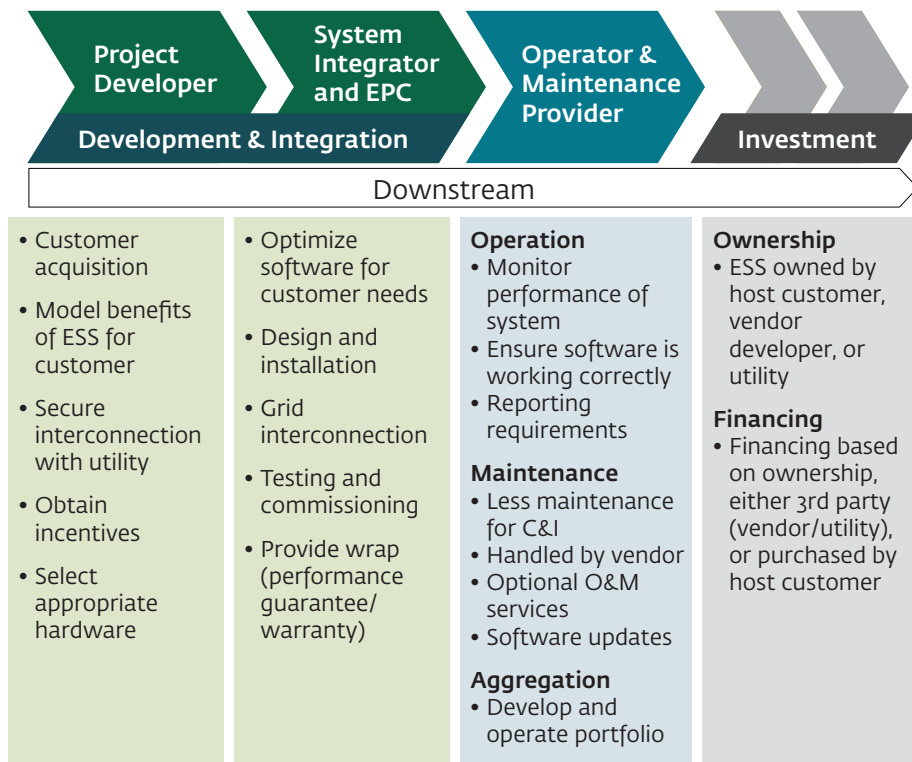 Project
Developer
System
Integrator
and EPC
Operator &
Maintenance
Provider
Development & Integration
Investment
Downstream
• Customer
acquisition
• Model benefits
of ESS for
customer
• Secure
interconnection
with utility
• Obtain
incentives
• Select
appropriate
hardware
• Optimize
software for
customer needs
• Design and
installation
• Grid
interconnection
• Testing and
commissioning
• Provide wrap
(performance
guarantee/
warranty)
Operation
• Monitor
performance of
system
• Ensure software is
working correctly
• Reporting
requirements
Maintenance
• Less maintenance
for C&I
• Handled by vendor
• Optional O&M
services
• Software updates
Aggregation
• Develop and
operate portfolio
Ownership
• ESS owned by
host customer,
vendor
developer, or
utility
Financing
• Financing based
on ownership,
either 3rd party
(vendor/utility),
or purchased by
host customer